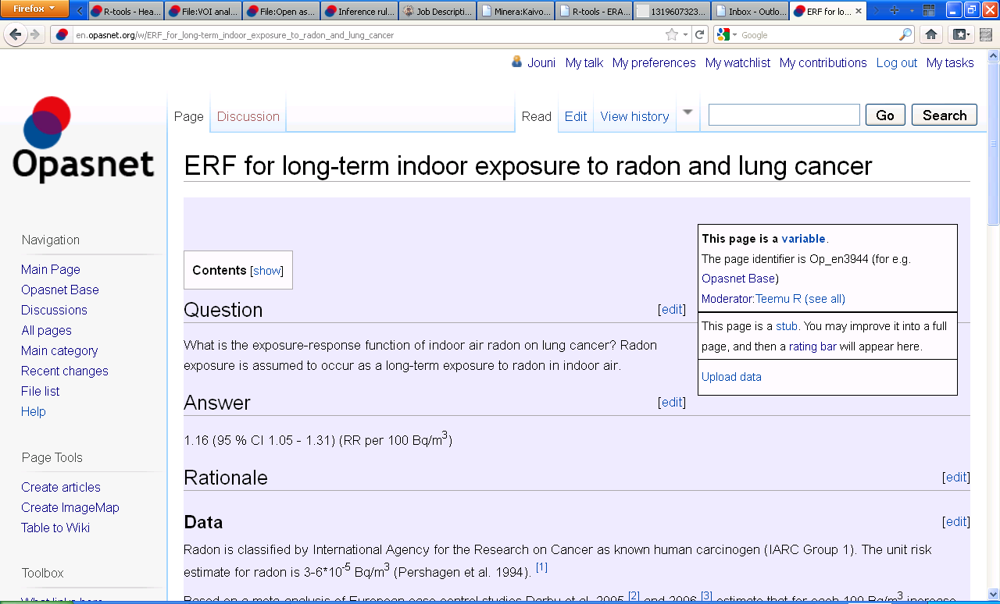 Firefox
R-tools - Hea...
File:VOI anal...
File:Open as...
Inference rul...
Job Descripti...
Minera:Kaivo...
R-tools - ERA...
1319607323...
Inbox - Outlo...
ERF for lo...
en.opasnet.org/w/ERF_for_long-term_indoor_exposure_to_radon_and_lung_cancer
Google
Jouni My talk My preferences My watchlist My contributions Log out My tasks
Opasnet
Page Discussion Read Edit View history Go Search
ERF for long-term indoor exposure to radon and lung cancer
Navigation
Main Page
Opasnet Base
Discussions
All pages
Main category
Recent changes
File list
Help
Page Tools
Create articles
Create ImageMap
Table to Wiki
Toolbox
What links here
This page is a variable.
The page identifier is Op_en3944 (for e.g.
Opasnet Base)
Moderator:Teemu R (see all)
This page is a stub. You may improve it into a full
page, and then a rating bar will appear here.
Upload data
Contents [show]
Question [edit]
What is the exposure-response function of indoor air radon on lung cancer? Radon
exposure is assumed to occur as a long-term exposure to radon in indoor air.
Answer [edit]
1.16 (95 % CI 1.05 - 1.31) (RR per 100 Bq/m³)
Rationale [edit]
Data [edit]
Radon is classified by International Agency for the Research on Cancer as known human carcinogen (IARC Group 1). The unit risk
estimate for radon is 3-6*10⁻⁵ Bq/m³ (Pershagen et al. 1994). [1]
Based on a meta-analysis of European case-control studies Darby et al. 2005 [2] and 2006 [3] estimate that for each 100 Bq/m³ increase